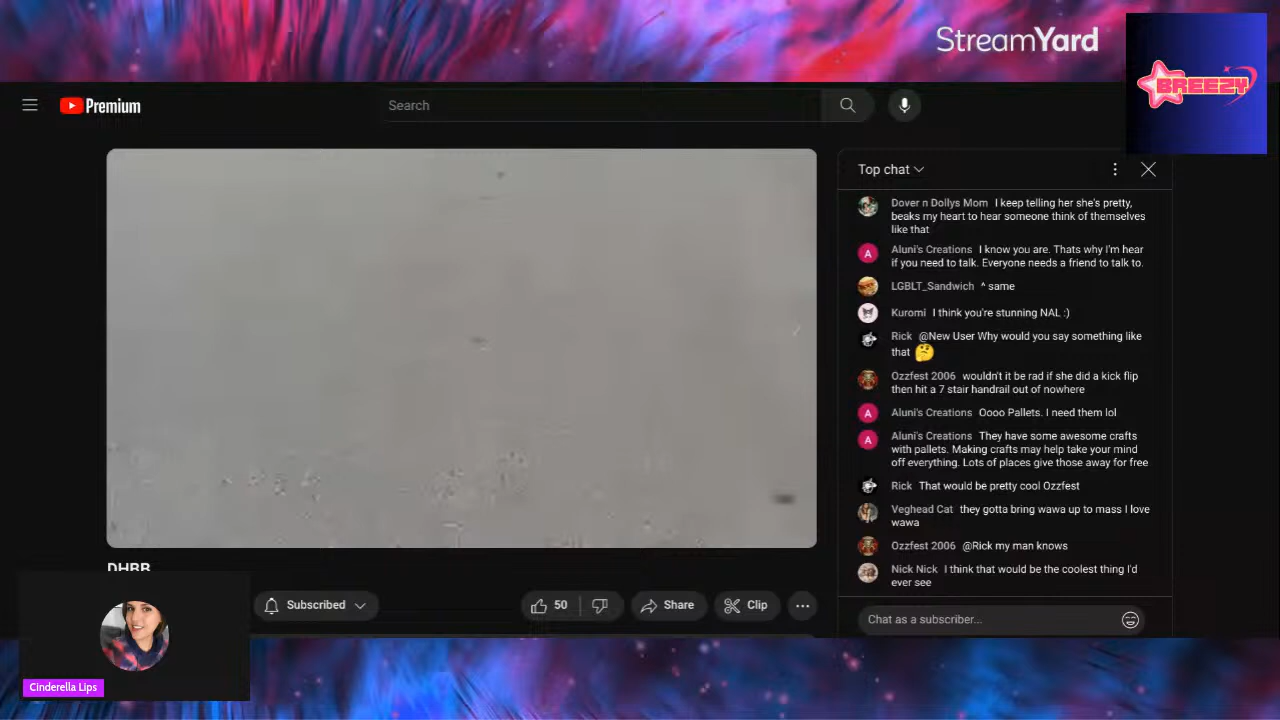 StreamYard
BREEZY
Premium
Search
Top chat
Dover n Dollys Mom I keep telling her she's pretty,
beaks my heart to hear someone think of themselves
like that
A Aluni's Creations I know you are. Thats why I'm hear
if you need to talk. Everyone needs a friend to talk to.
LGBLT_Sandwich ^ same
Kuromi I think you're stunning NAL :)
Rick @New User Why would you say something like
that 🤔
Ozzfest 2006 wouldn't it be rad if she did a kick flip
then hit a 7 stair handrail out of nowhere
A Aluni's Creations Oooo Pallets. I need them lol
A Aluni's Creations They have some awesome crafts
with pallets. Making crafts may help take your mind
off everything. Lots of places give those away for free
Rick That would be pretty cool Ozzfest
Veghead Cat they gotta bring wawa up to mass I love
wawa
Ozzfest 2006 @Rick my man knows
Nick Nick I think that would be the coolest thing I'd
ever see
Chat as a subscriber...
DHRR
Subscribed
50
Share
Clip
Cinderella Lips